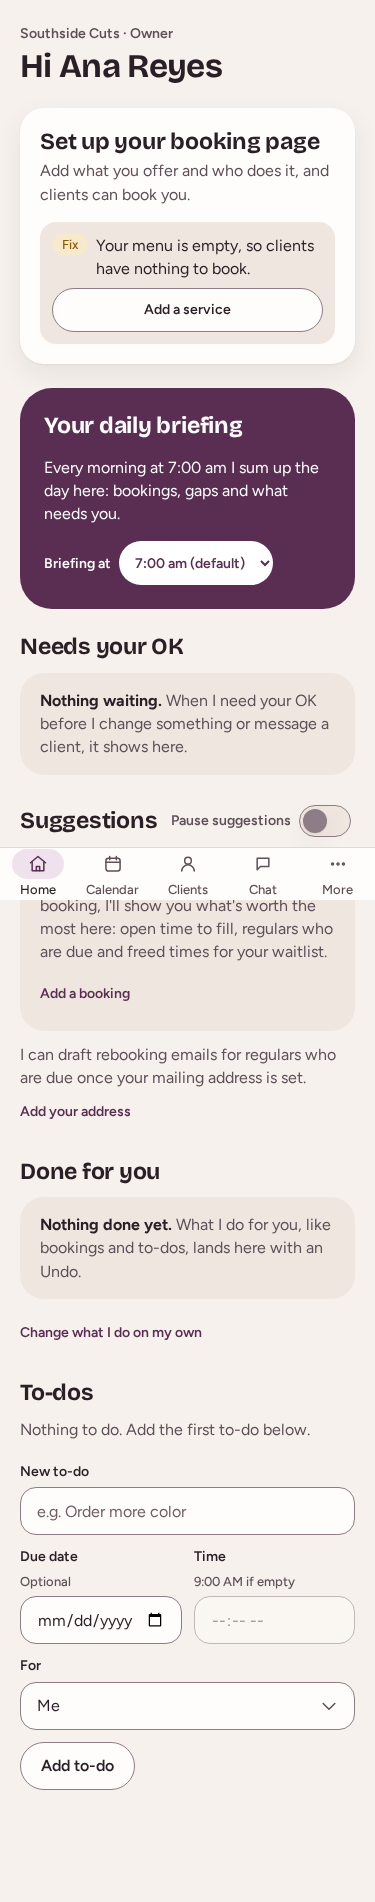 Southside Cuts · Owner
Hi Ana Reyes
Set up your booking page
Add what you offer and who does it, and
clients can book you.
Fix
Your menu is empty, so clients
have nothing to book.
Add a service
Your daily briefing
Every morning at 7:00 am I sum up the
day here: bookings, gaps and what
needs you.
Briefing at
7:00 am (default)
Needs your OK
Nothing waiting. When I need your OK
before I change something or message a
client, it shows here.
Suggestions
Pause suggestions
Home
Calendar
Clients
Chat
More
booking, I'll show you what's worth the
most here: open time to fill, regulars who
are due and freed times for your waitlist.
Add a booking
I can draft rebooking emails for regulars who
are due once your mailing address is set.
Add your address
Done for you
Nothing done yet. What I do for you, like
bookings and to-dos, lands here with an
Undo.
Change what I do on my own
To-dos
Nothing to do. Add the first to-do below.
New to-do
e.g. Order more color
Due date
Time
Optional
9:00 AM if empty
mm/dd/yyyy
--:-- --
For
Me
Add to-do